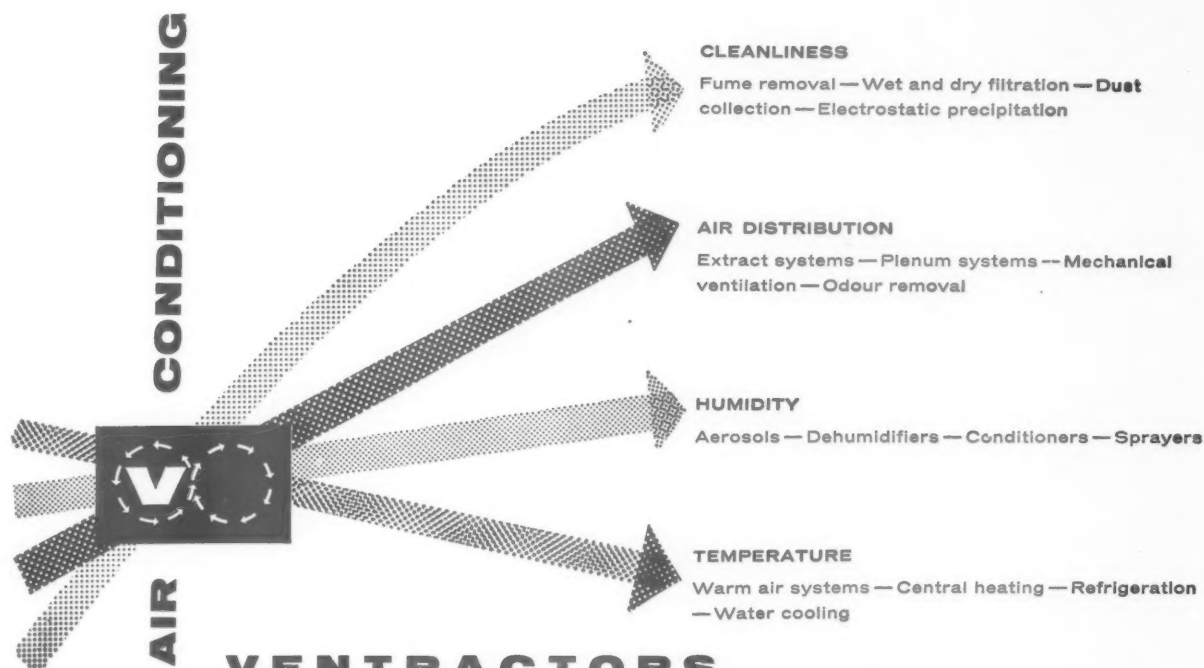 AIR CONDITIONING
CLEANLINESS
Fume removal — Wet and dry filtration — Dust
collection — Electrostatic precipitation
AIR DISTRIBUTION
Extract systems — Plenum systems -- Mechanical
ventilation — Odour removal
HUMIDITY
Aerosols — Dehumidifiers — Conditioners — Sprayers
V
TEMPERATURE
Warm air systems — Central heating — Refrigeration
— Water cooling
VENTRACTORS